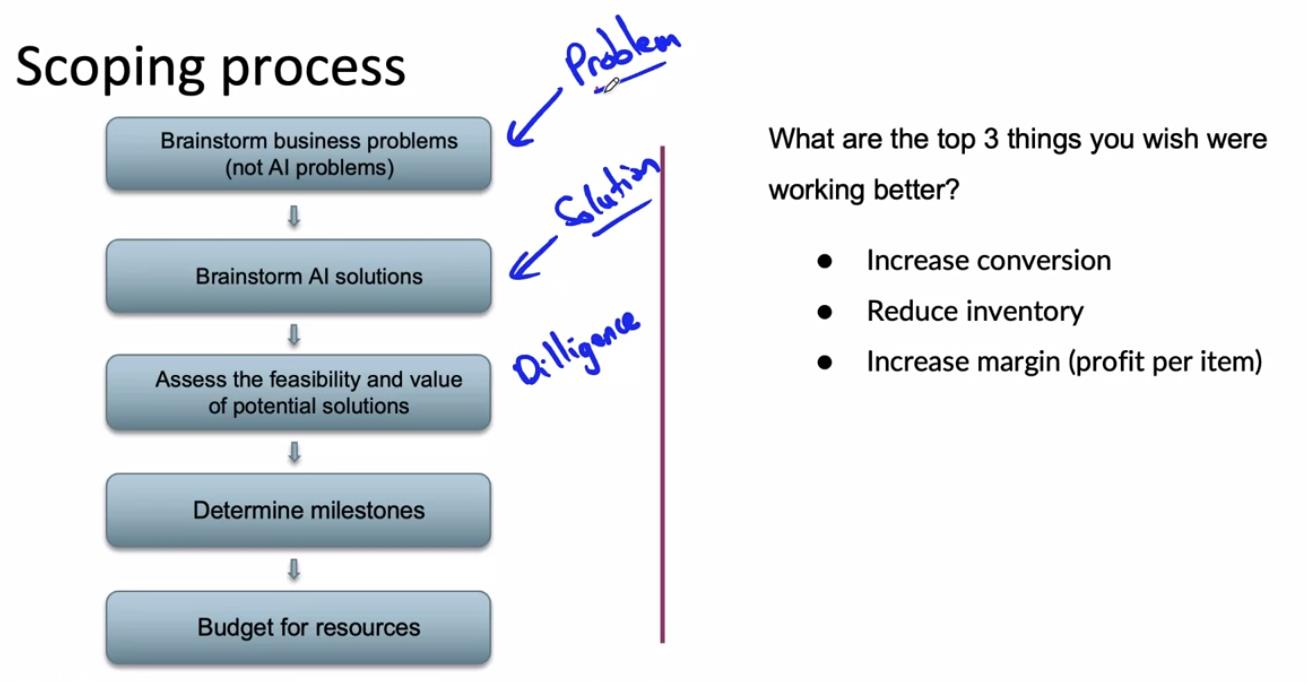 Scoping process
Problem
Brainstorm business problems
(not AI problems)
Solution
Brainstorm AI solutions
Dilligence
Assess the feasibility and value
of potential solutions
Determine milestones
Budget for resources
What are the top 3 things you wish were
working better?
● Increase conversion
● Reduce inventory
● Increase margin (profit per item)